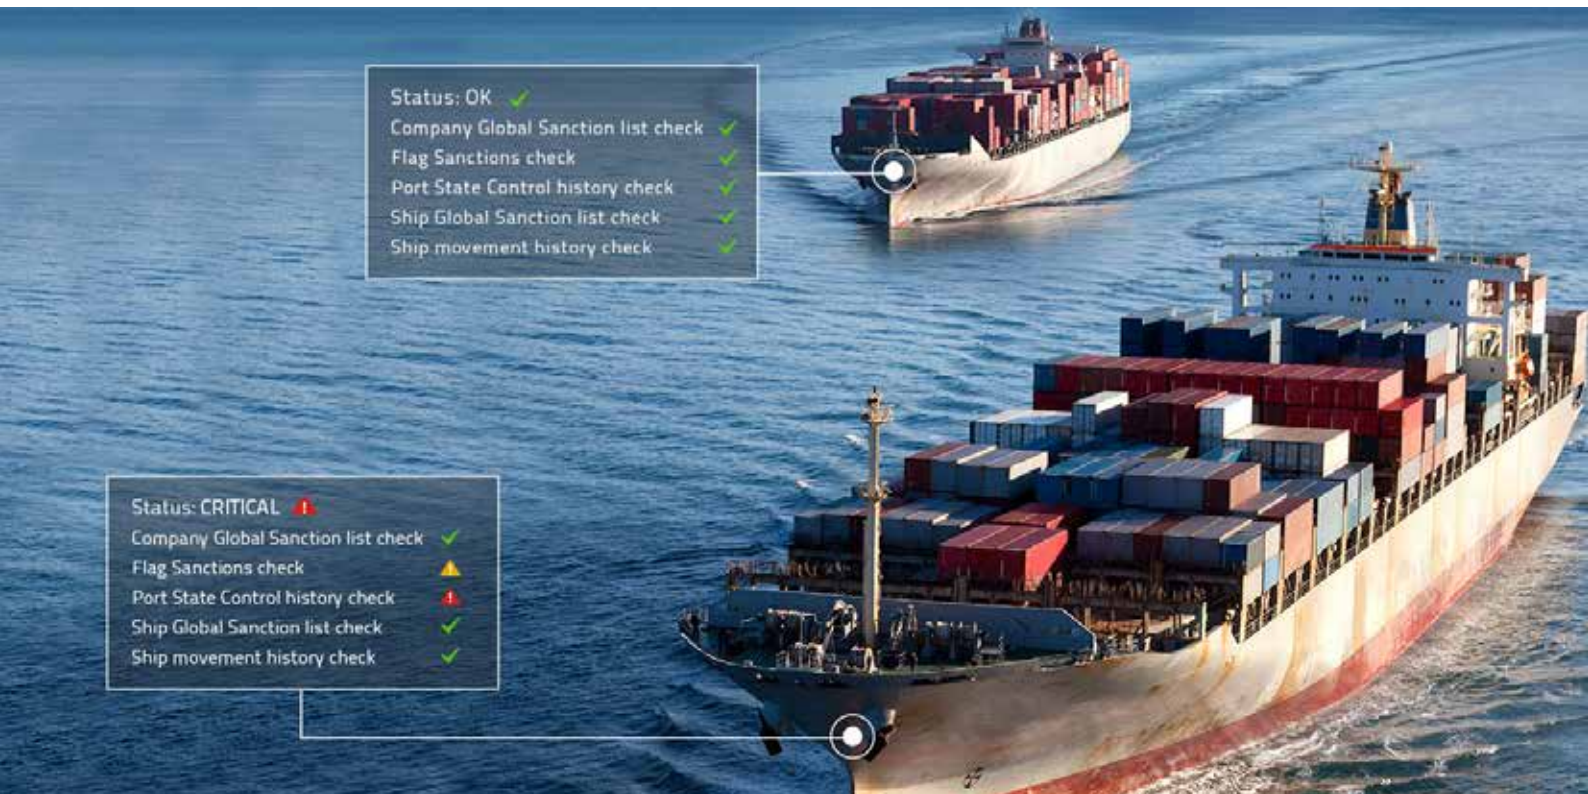 Status: OK
Company Global Sanction list check
Flag Sanctions check
Port State Control history check
Ship Global Sanction list check
Ship movement history check
Status: CRITICAL
Company Global Sanction list check
Flag Sanctions check
Port State Control history check
Ship Global Sanction list check
Ship movement history check